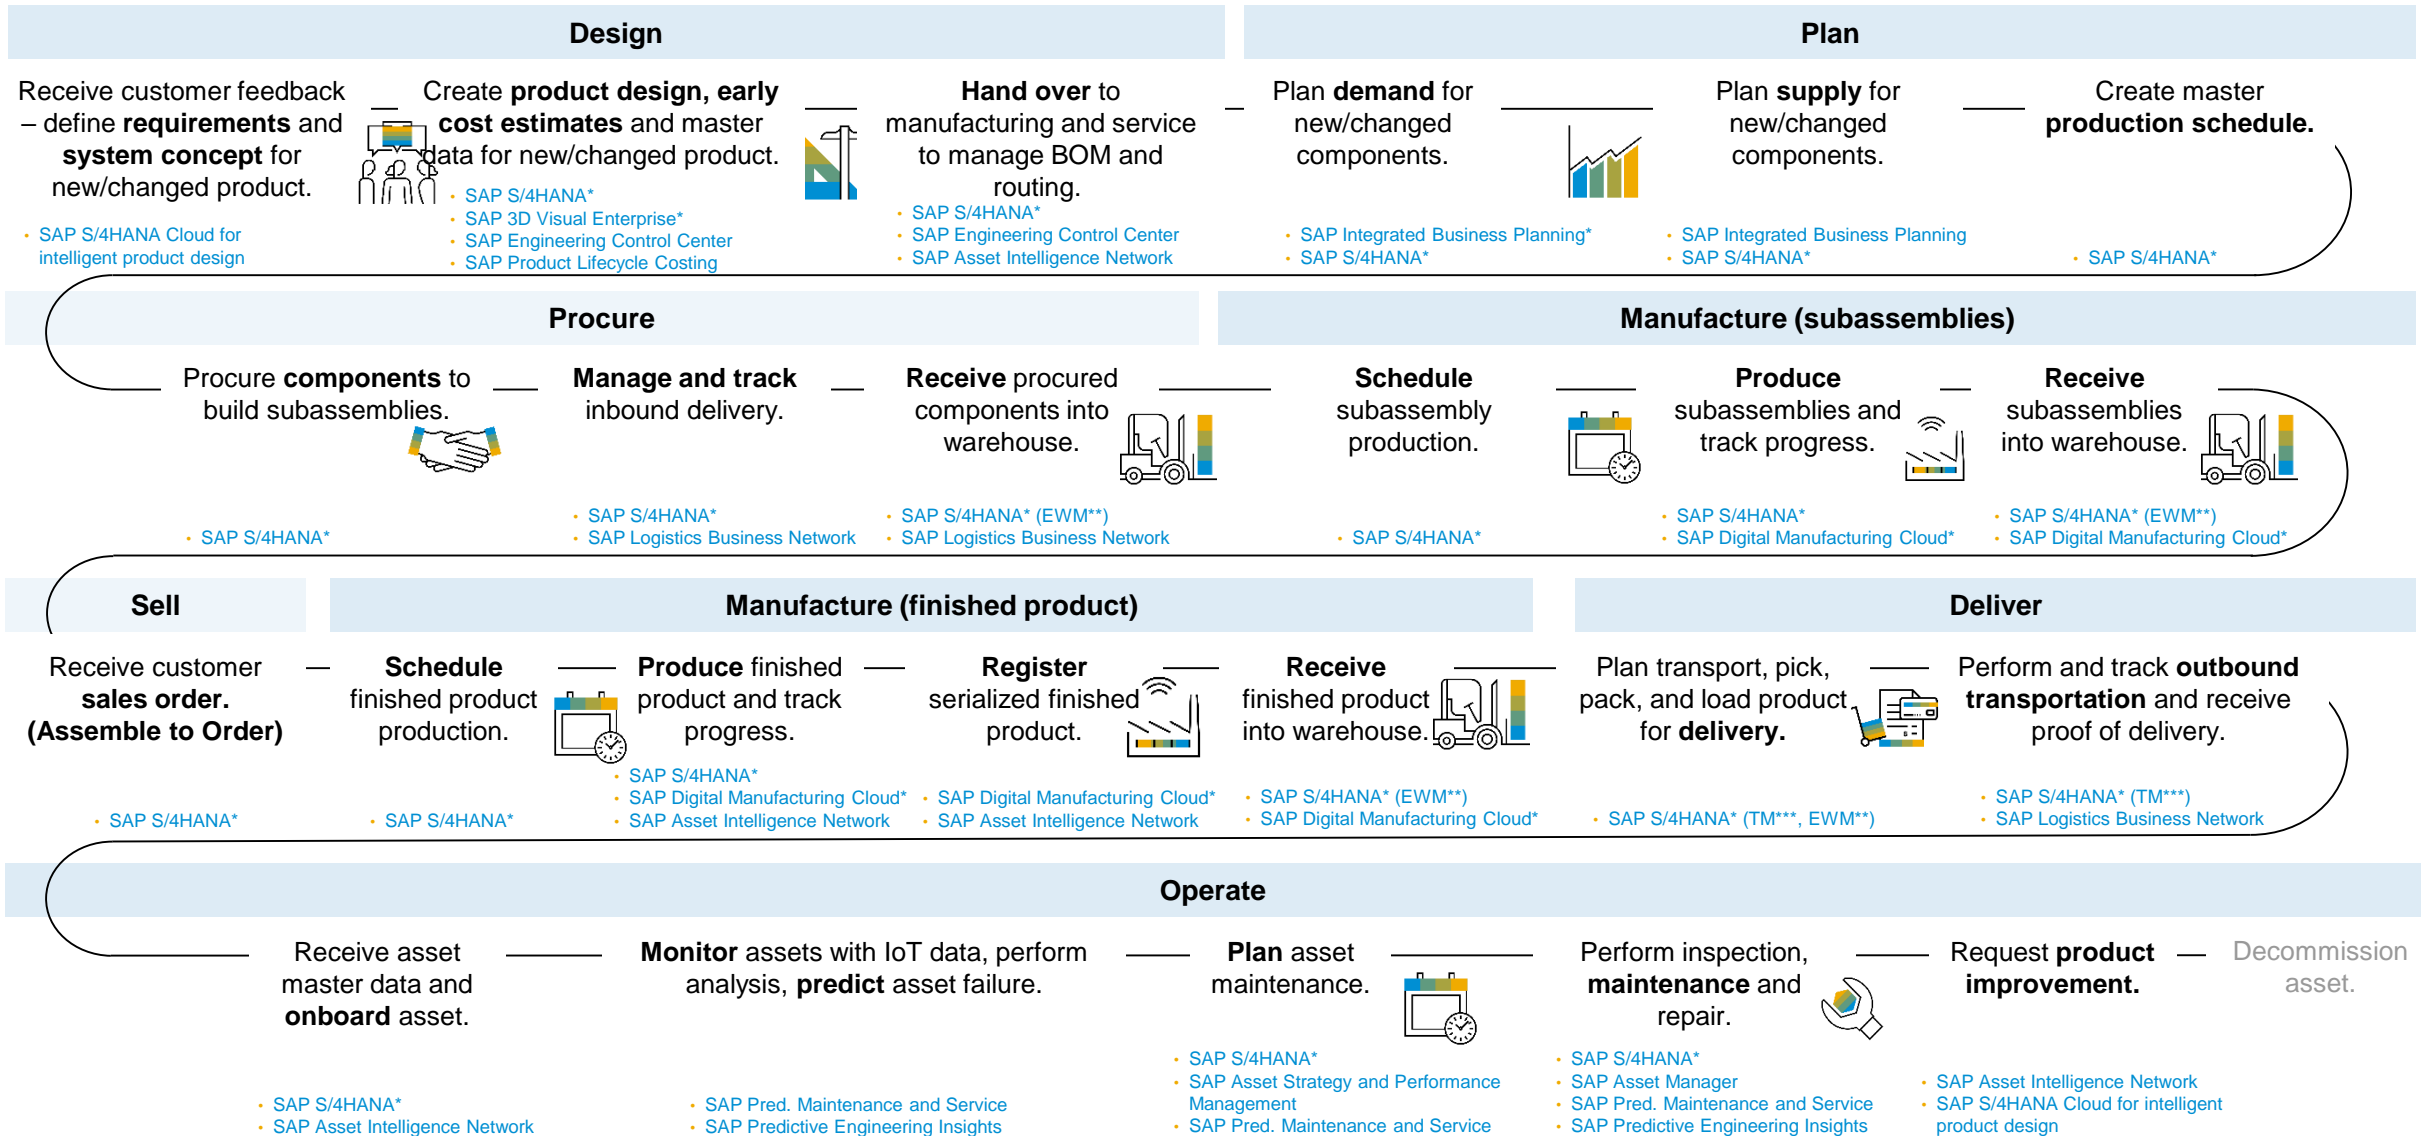 Design
Plan
Receive customer feedback
– define requirements and
system concept for
new/changed product.
• SAP S/4HANA Cloud for
intelligent product design
Create product design, early
cost estimates and master
data for new/changed product.
• SAP S/4HANA*
• SAP 3D Visual Enterprise*
• SAP Engineering Control Center
• SAP Product Lifecycle Costing
Hand over to
manufacturing and service
to manage BOM and
routing.
• SAP S/4HANA*
• SAP Engineering Control Center
• SAP Asset Intelligence Network
Plan demand for
new/changed
components.
• SAP Integrated Business Planning*
• SAP S/4HANA*
Plan supply for
new/changed
components.
• SAP Integrated Business Planning
• SAP S/4HANA*
Create master
production schedule.
• SAP S/4HANA*
Procure
Manufacture (subassemblies)
Procure components to
build subassemblies.
• SAP S/4HANA*
Manage and track
inbound delivery.
• SAP S/4HANA*
• SAP Logistics Business Network
Receive procured
components into
warehouse.
• SAP S/4HANA* (EWM**)
• SAP Logistics Business Network
Schedule
subassembly
production.
• SAP S/4HANA*
Produce
subassemblies and
track progress.
• SAP S/4HANA*
• SAP Digital Manufacturing Cloud*
Receive
subassemblies
into warehouse.
• SAP S/4HANA* (EWM**)
• SAP Digital Manufacturing Cloud*
Sell
Manufacture (finished product)
Deliver
Receive customer
sales order.
(Assemble to Order)
• SAP S/4HANA*
Schedule
finished product
production.
• SAP S/4HANA*
Produce finished
product and track
progress.
• SAP S/4HANA*
• SAP Digital Manufacturing Cloud*
• SAP Asset Intelligence Network
Register
serialized finished
product.
• SAP Digital Manufacturing Cloud*
• SAP Asset Intelligence Network
Receive
finished product
into warehouse.
• SAP S/4HANA* (EWM**)
• SAP Digital Manufacturing Cloud*
Plan transport, pick,
pack, and load product
for delivery.
• SAP S/4HANA* (TM***, EWM**)
Perform and track outbound
transportation and receive
proof of delivery.
• SAP S/4HANA* (TM***)
• SAP Logistics Business Network
Operate
Receive asset
master data and
onboard asset.
• SAP S/4HANA*
• SAP Asset Intelligence Network
Monitor assets with IoT data, perform
analysis, predict asset failure.
• SAP Pred. Maintenance and Service
• SAP Predictive Engineering Insights
Plan asset
maintenance.
• SAP S/4HANA*
• SAP Asset Strategy and Performance
Management
• SAP Pred. Maintenance and Service
Perform inspection,
maintenance and
repair.
• SAP S/4HANA*
• SAP Asset Manager
• SAP Pred. Maintenance and Service
• SAP Predictive Engineering Insights
Request product
improvement.
• SAP Asset Intelligence Network
• SAP S/4HANA Cloud for intelligent
product design
Decommission
asset.